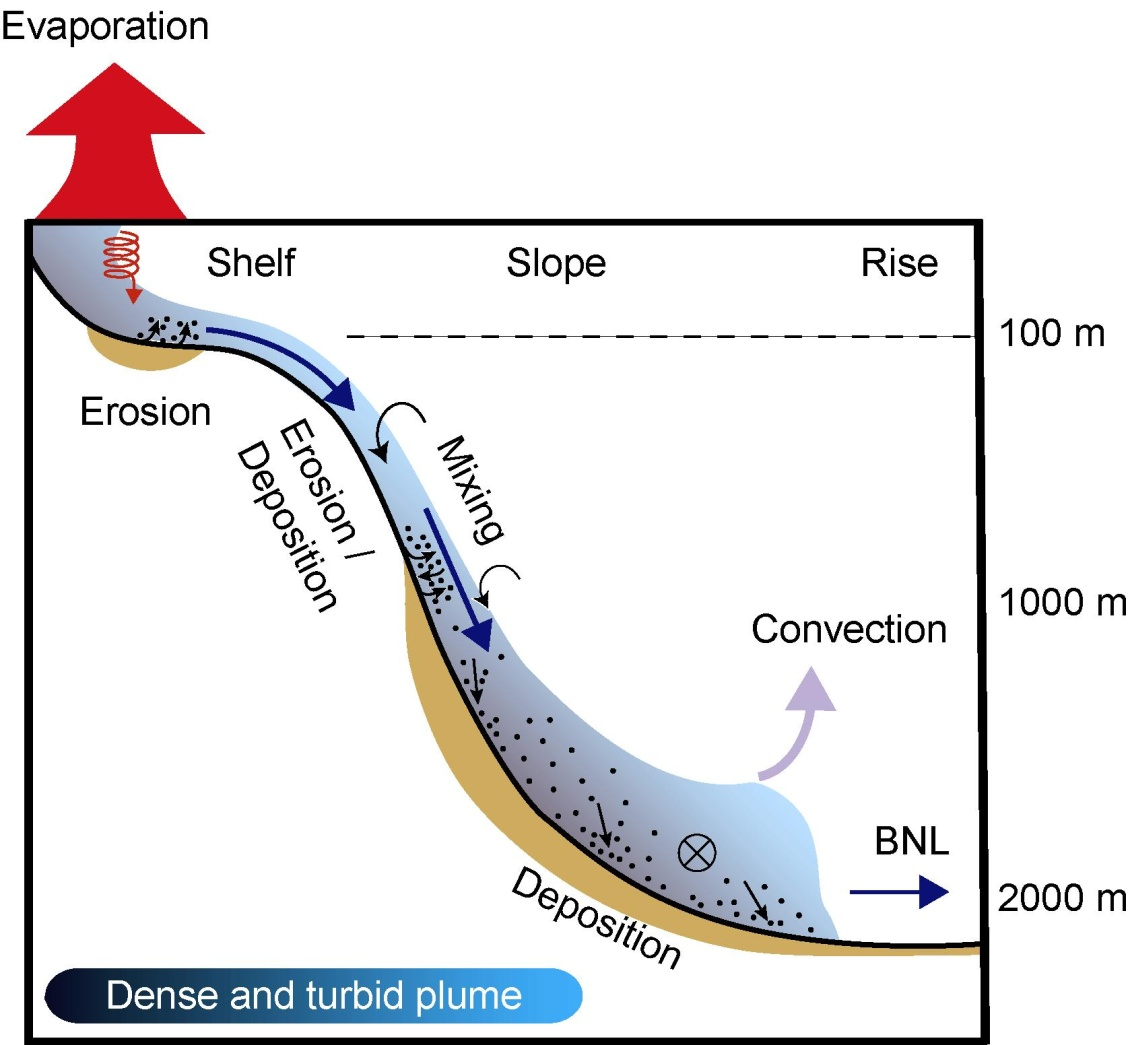 Evaporation
Shelf
Slope
Rise
100 m
Erosion
Erosion /
Deposition
Mixing
1000 m
Convection
BNL
2000 m
Deposition
Dense and turbid plume